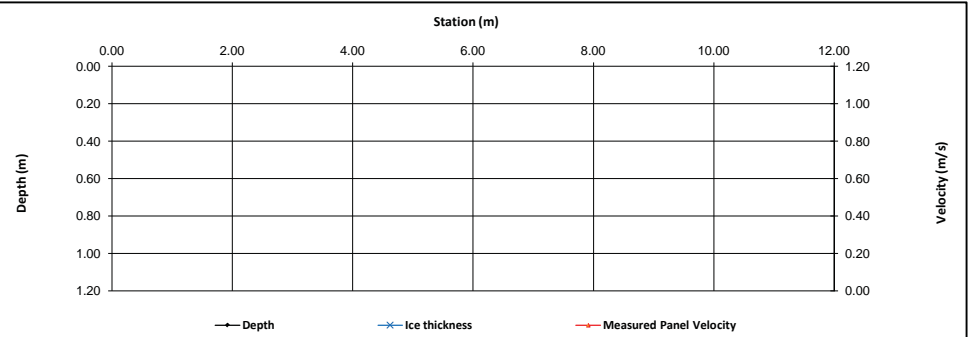 Station (m)
0.00 2.00 4.00 6.00 8.00 10.00 12.00
0.00 1.20
0.20 1.00
0.40 0.80
0.60 0.60
0.80 0.40
1.00 0.20
1.20 0.00
Depth (m)
Velocity (m/s)
Depth Ice thickness Measured Panel Velocity